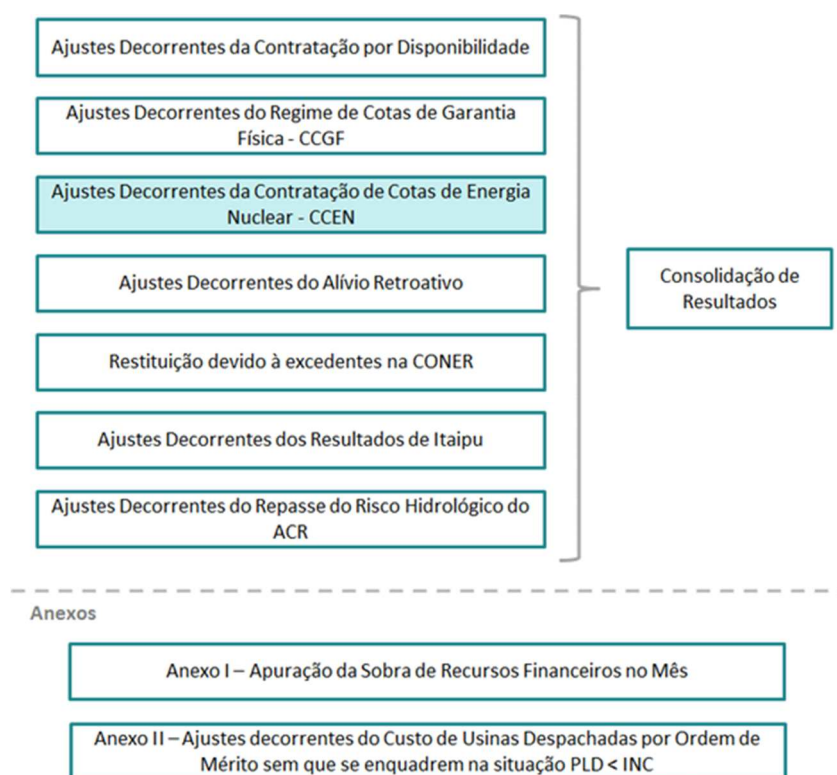 Ajustes Decorrentes da Contratação por Disponibilidade
Ajustes Decorrentes do Regime de Cotas de Garantia
Física - CCGF
Ajustes Decorrentes da Contratação de Cotas de Energia
Nuclear - CCEN
Ajustes Decorrentes do Alívio Retroativo
Restituição devido à excedentes na CONER
Ajustes Decorrentes dos Resultados de Itaipu
Ajustes Decorrentes do Repasse do Risco Hidrológico do
ACR
Consolidação de
Resultados
Anexos
Anexo I – Apuração da Sobra de Recursos Financeiros no Mês
Anexo II – Ajustes decorrentes do Custo de Usinas Despachadas por Ordem de
Mérito sem que se enquadrem na situação PLD < INC